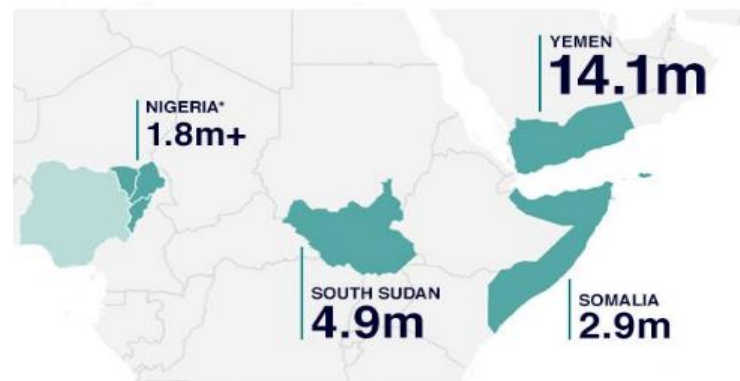 YEMEN
14.1m
NIGERIA*
1.8m+
SOUTH SUDAN
4.9m
SOMALIA
2.9m